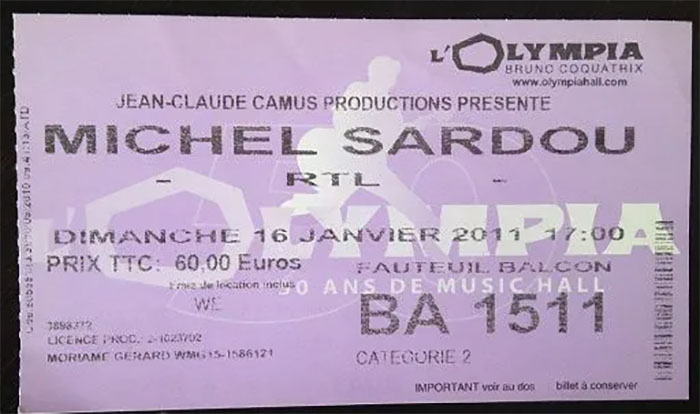 L'OLYMPIA
BRUNO COQUATRIX
www.olympiahall.com
JEAN-CLAUDE CAMUS PRODUCTIONS PRESENTE
MICHEL SARDOU
- RTL -
L'OLYMPIA
DIMANCHE 16 JANVIER 2011 17:00
PRIX TTC: 60,00 Euros
FAUTEUIL BALCON
Frais de location inclus
50 ANS DE MUSIC HALL
WE
BA 1511
3898372
LICENCE PROD. 2-1023702
MORIAME GERARD WMG15-1586121
CATEGORIE 2
IMPORTANT voir au dos billet à conserver